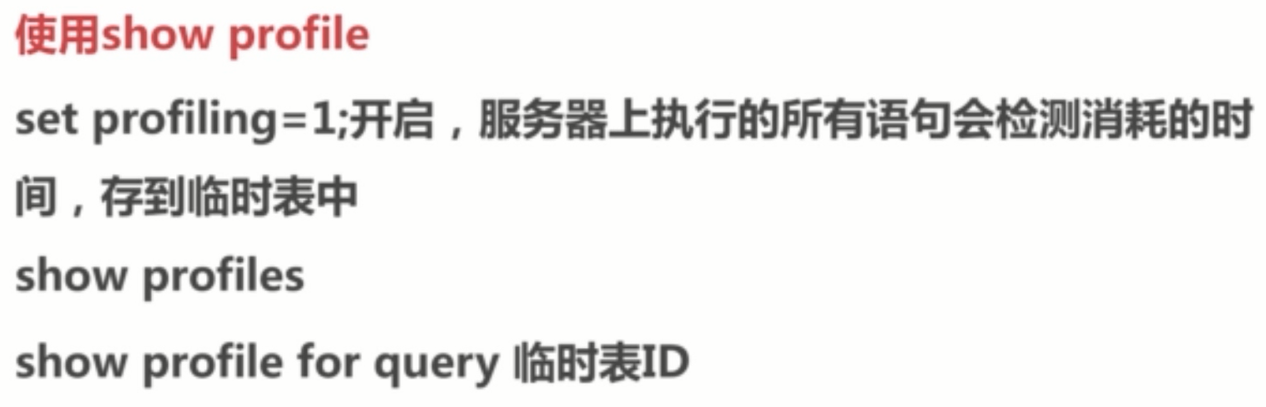 使用show profile
set profiling=1;开启，服务器上执行的所有语句会检测消耗的时
间，存到临时表中
show profiles
show profile for query 临时表ID